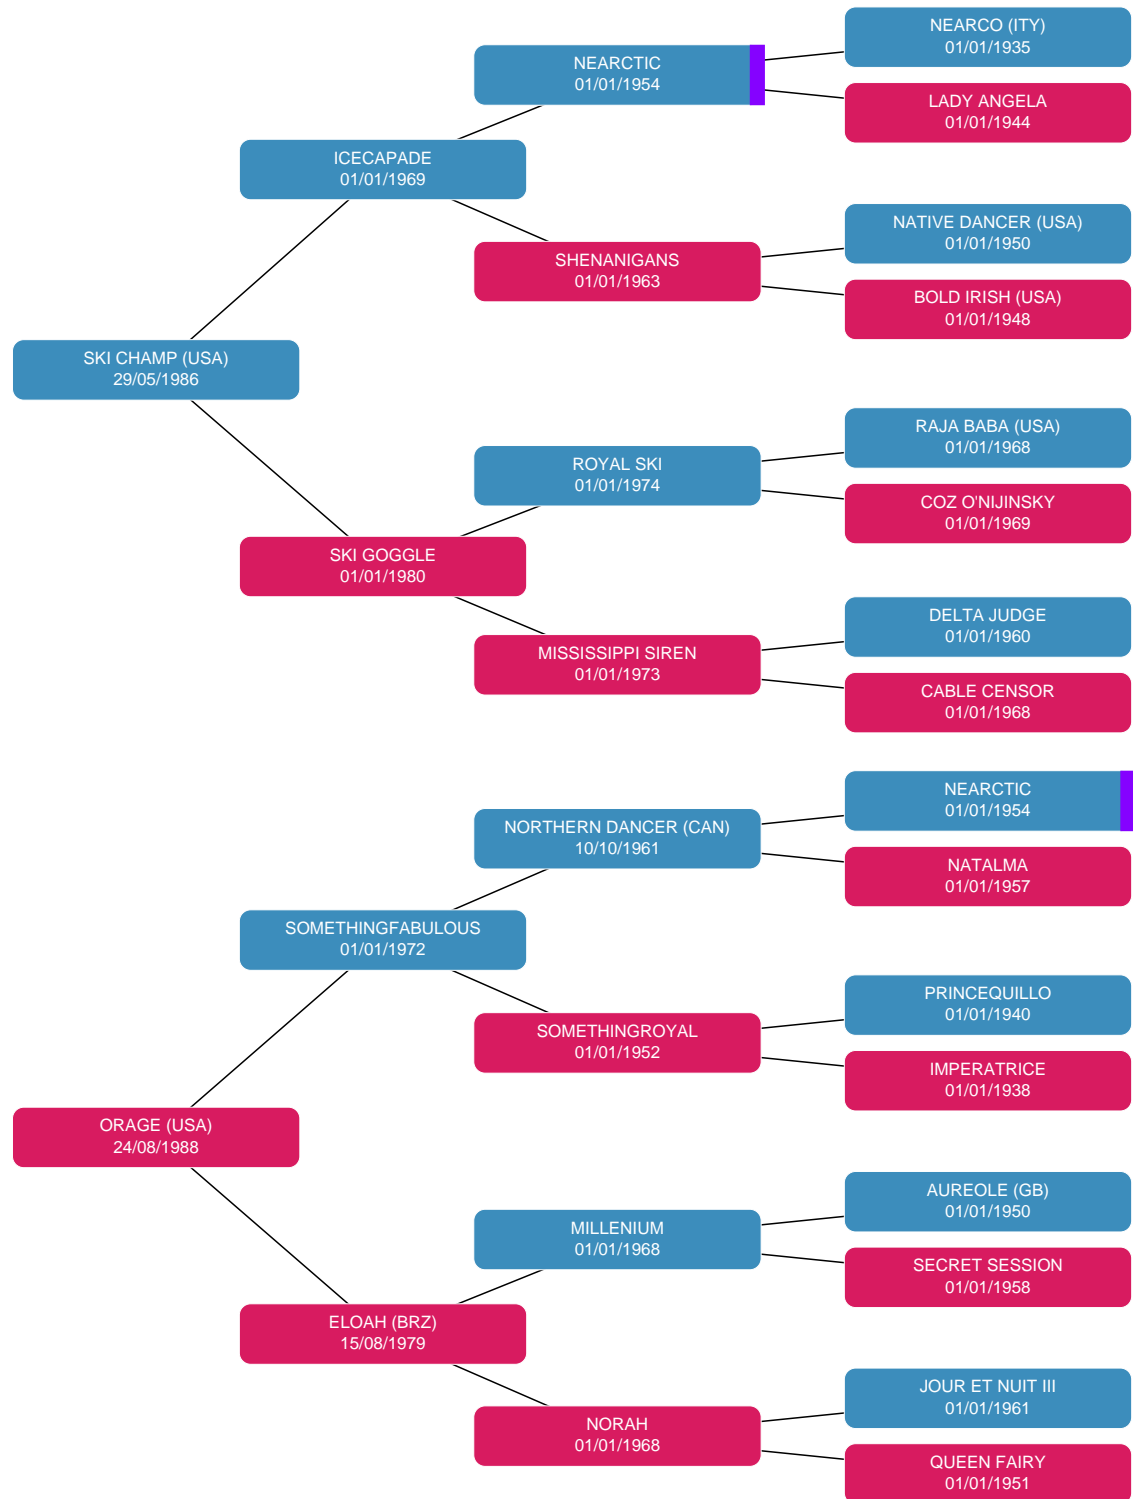 NEARCO (ITY)
01/01/1935
NEARCTIC
01/01/1954
LADY ANGELA
01/01/1944
ICECAPADE
01/01/1969
NATIVE DANCER (USA)
01/01/1950
SHENANIGANS
01/01/1963
BOLD IRISH (USA)
01/01/1948
SKI CHAMP (USA)
29/05/1986
RAJA BABA (USA)
01/01/1968
ROYAL SKI
01/01/1974
COZ O'NIJINSKY
01/01/1969
SKI GOGGLE
01/01/1980
DELTA JUDGE
01/01/1960
MISSISSIPPI SIREN
01/01/1973
CABLE CENSOR
01/01/1968
NEARCTIC
01/01/1954
NORTHERN DANCER (CAN)
10/10/1961
NATALMA
01/01/1957
SOMETHINGFABULOUS
01/01/1972
PRINCEQUILLO
01/01/1940
SOMETHINGROYAL
01/01/1952
IMPERATRICE
01/01/1938
ORAGE (USA)
24/08/1988
AUREOLE (GB)
01/01/1950
MILLENIUM
01/01/1968
SECRET SESSION
01/01/1958
ELOAH (BRZ)
15/08/1979
JOUR ET NUIT III
01/01/1961
NORAH
01/01/1968
QUEEN FAIRY
01/01/1951